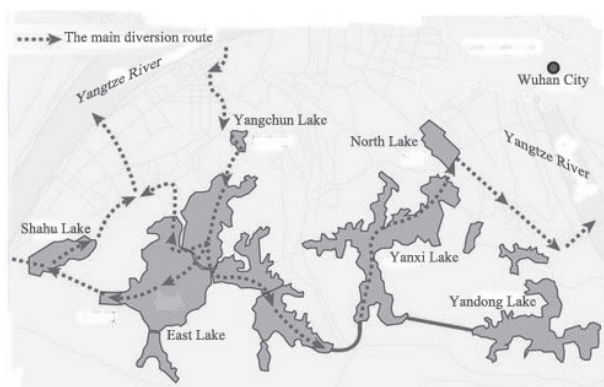 The main diversion route
Yangtze River
Wuhan City
Yangchun Lake
North Lake
Yangtze River
Shahu Lake
Yanxi Lake
Yandong Lake
East Lake